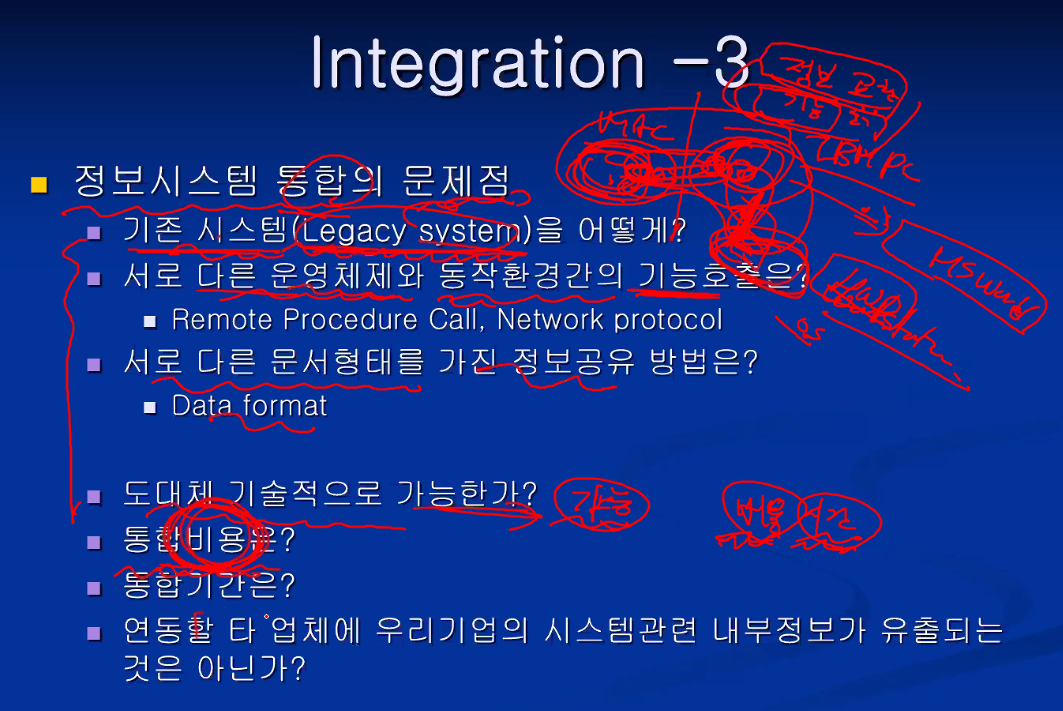 Integration -3
정보 교환
기능
MAC
IBM PC
정보시스템 통합의 문제점
기존 시스템(Legacy system)을 어떻게?
MSWord
서로 다른 운영체제와 동작환경간의 기능호출은?
Remote Procedure Call, Network protocol
OS
서로 다른 문서형태를 가진 정보공유 방법은?
Data format
도대체 기술적으로 가능한가?
가능
비용 시간
통합비용은?
통합기간은?
연동할 타 업체에 우리기업의 시스템관련 내부정보가 유출되는
것은 아닌가?